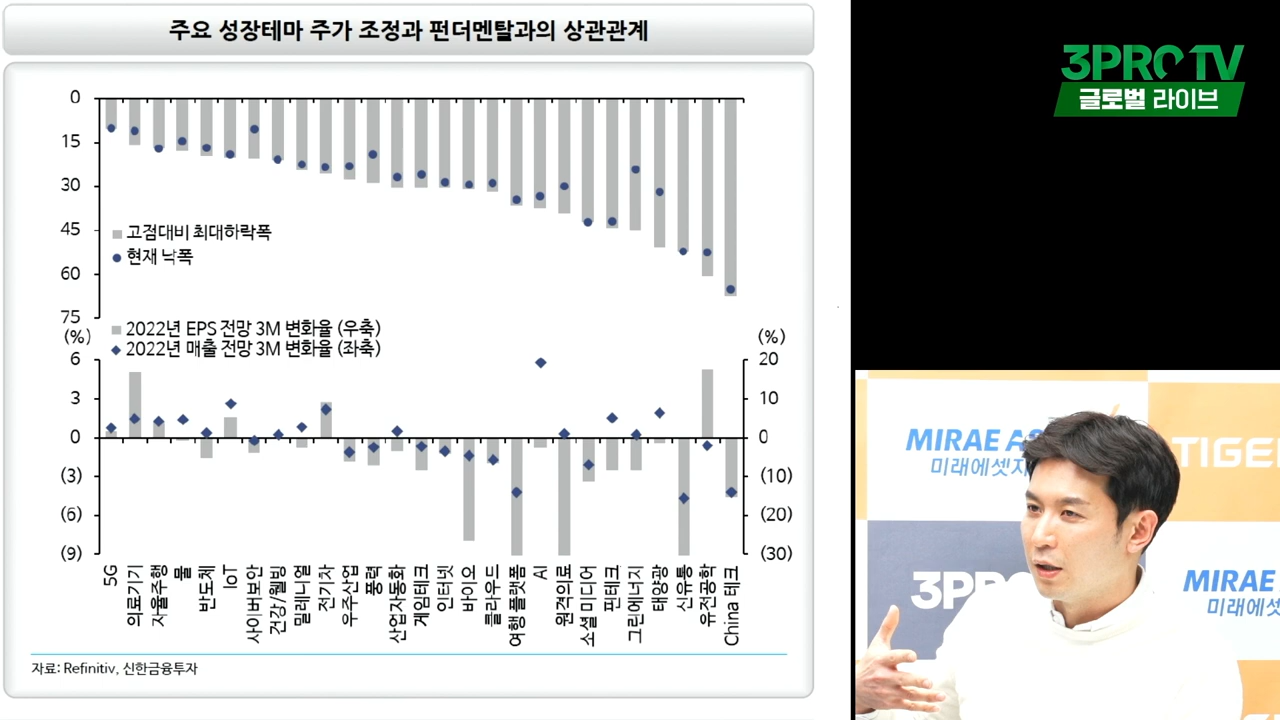 주요 성장테마 주가 조정과 펀더멘탈과의 상관관계
0
15
30
45
60
75
고점대비 최대하락폭
현재 낙폭
(%)
2022년 EPS 전망 3M 변화율 (우축)
2022년 매출 전망 3M 변화율 (좌축)
(%)
6
3
0
(3)
(6)
(9)
20
10
0
(10)
(20)
(30)
5G
의료기기
자율주행
물
반도체
IoT
사이버보안
건강/웰빙
밀레니얼
전기차
우주산업
풍력
산업자동화
게임테크
인터넷
바이오
클라우드
여행 플랫폼
AI
원격의료
소셜 미디어
핀테크
그린에너지
태양광
신유통
유전공학
China 테크
자료: Refinitiv, 신한금융투자
3PRO TV
글로벌 라이브
MIRAE AS
미래에셋자
TIGE
3PRO
MIRAE
미래에셋